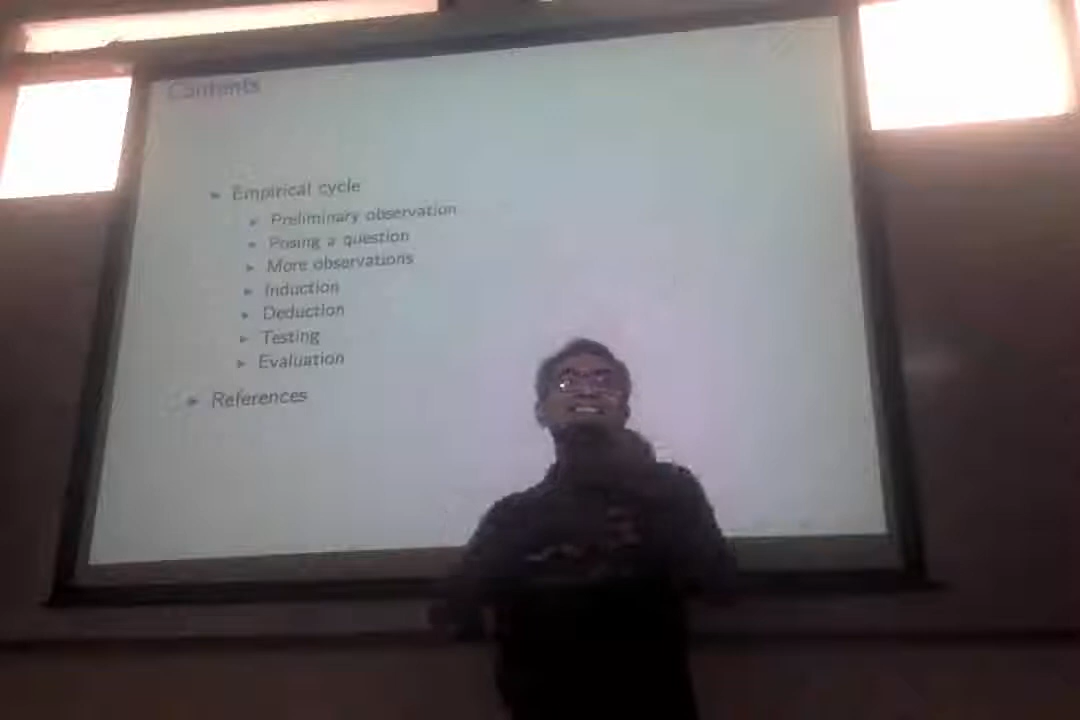 Contents
Empirical cycle
Preliminary observation
Posing a question
More observations
Induction
Deduction
Testing
Evaluation
References